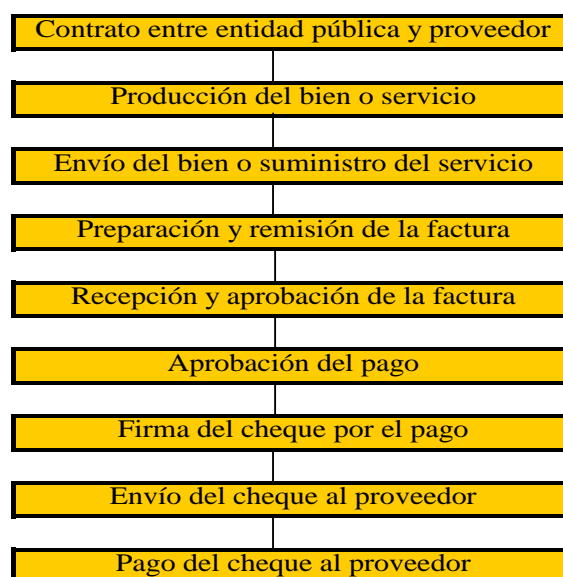 Contrato entre entidad pública y proveedor
Producción del bien o servicio
Envío del bien o suministro del servicio
Preparación y remisión de la factura
Recepción y aprobación de la factura
Aprobación del pago
Firma del cheque por el pago
Envío del cheque al proveedor
Pago del cheque al proveedor